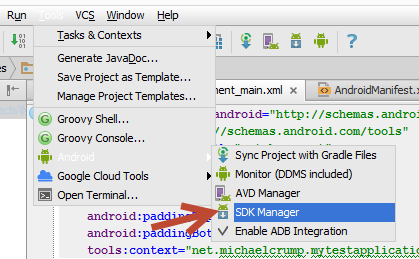 Run Tools VCS Window Help
Tasks & Contexts
Generate JavaDoc...
Save Project as Template...
Manage Project Templates...
Groovy Shell...
Groovy Console...
Android
Google Cloud Tools
Open Terminal...
Sync Project with Gradle Files
Monitor (DDMS included)
AVD Manager
SDK Manager
Enable ADB Integration
es
ment_main.xml AndroidManifest.x
android="http://schemas.andro
//schemas.android.com/tools"
android:padding
android:paddingBot
tools:context="net.michaelcrump.mytestapplicatio